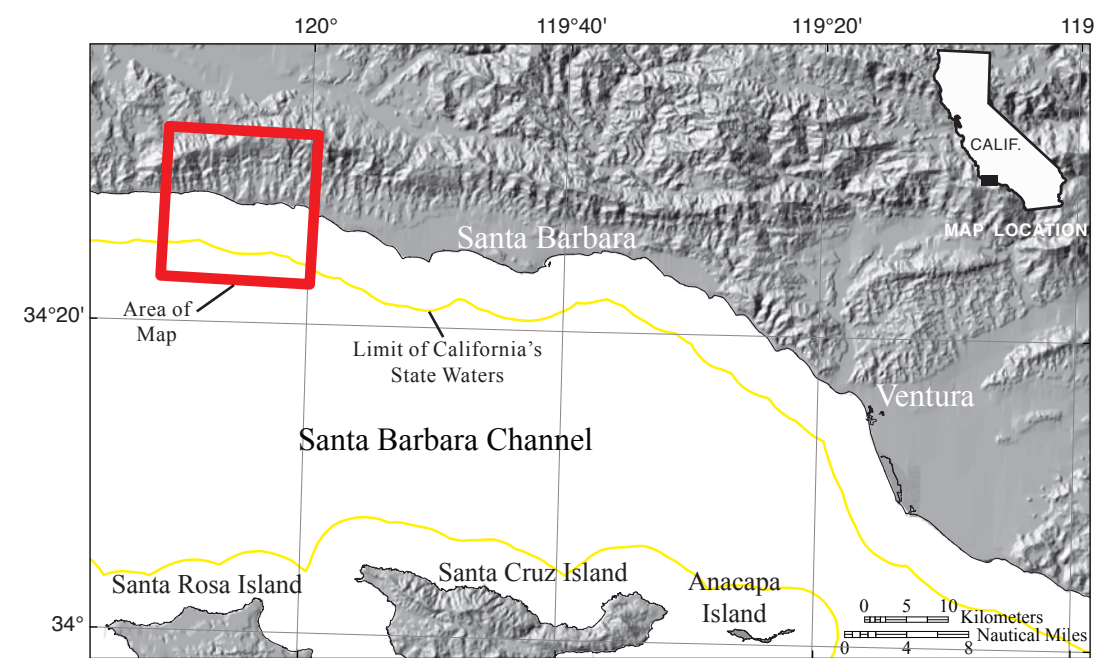 120°
119°40'
119°20'
119
CALIF.
MAP LOCATION
Santa Barbara
Area of
Map
34°20'
Limit of California’s
State Waters
Ventura
Santa Barbara Channel
Santa Rosa Island
Santa Cruz Island
Anacapa
Island
34°
0 5 10
Kilometers
Nautical Miles
0 4 8